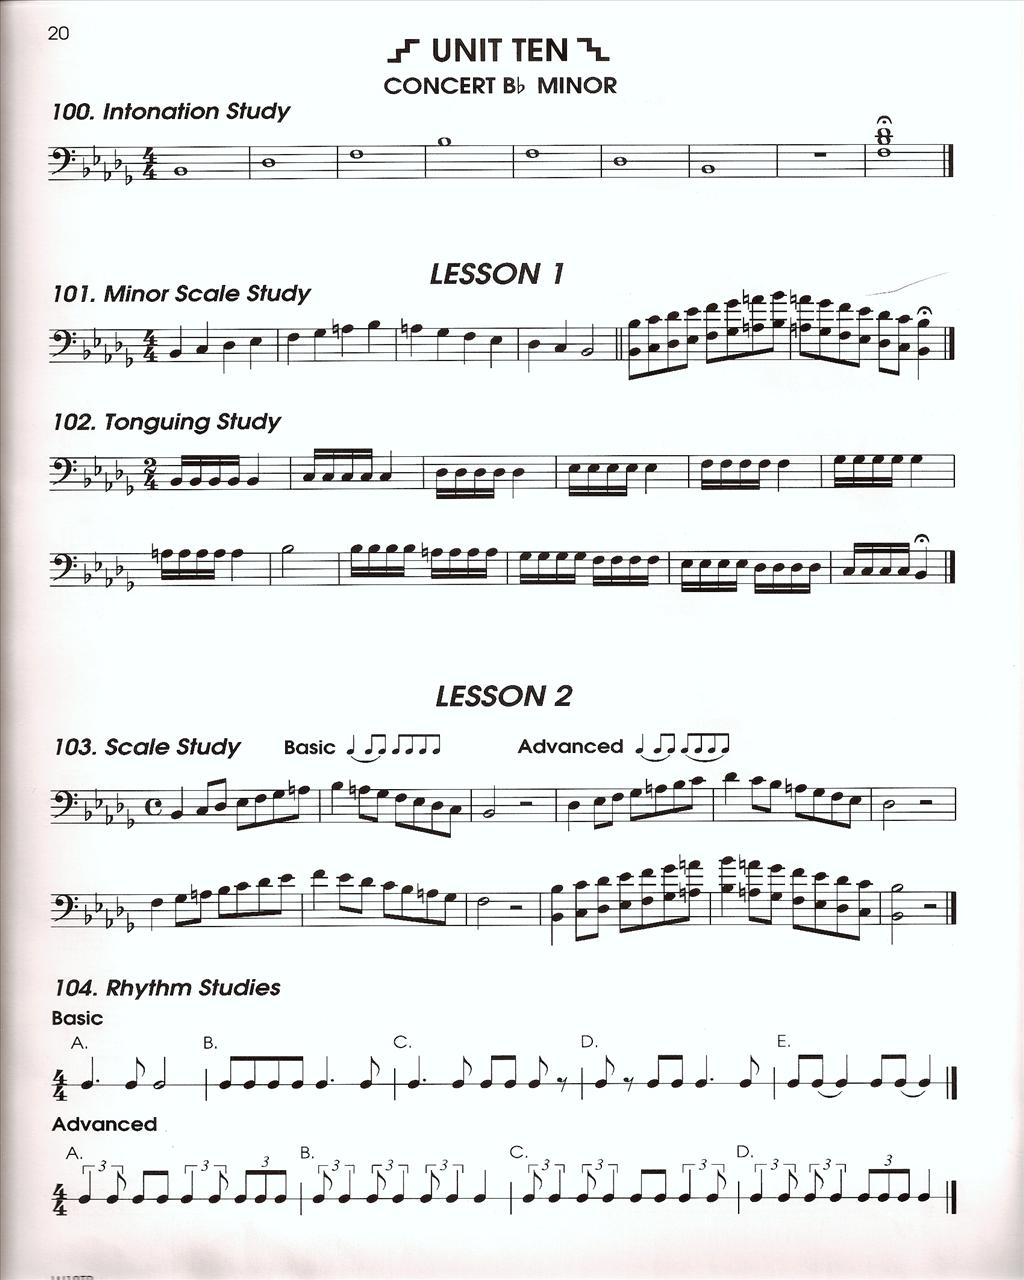 20
UNIT TEN
CONCERT B♭ MINOR
100. Intonation Study
LESSON 1
101. Minor Scale Study
102. Tonguing Study
LESSON 2
103. Scale Study Basic Advanced
104. Rhythm Studies
Basic
A. B. C. D. E.
Advanced
A. B. C. D.
3 3 3 3 3 3 3 3 3 3 3 3